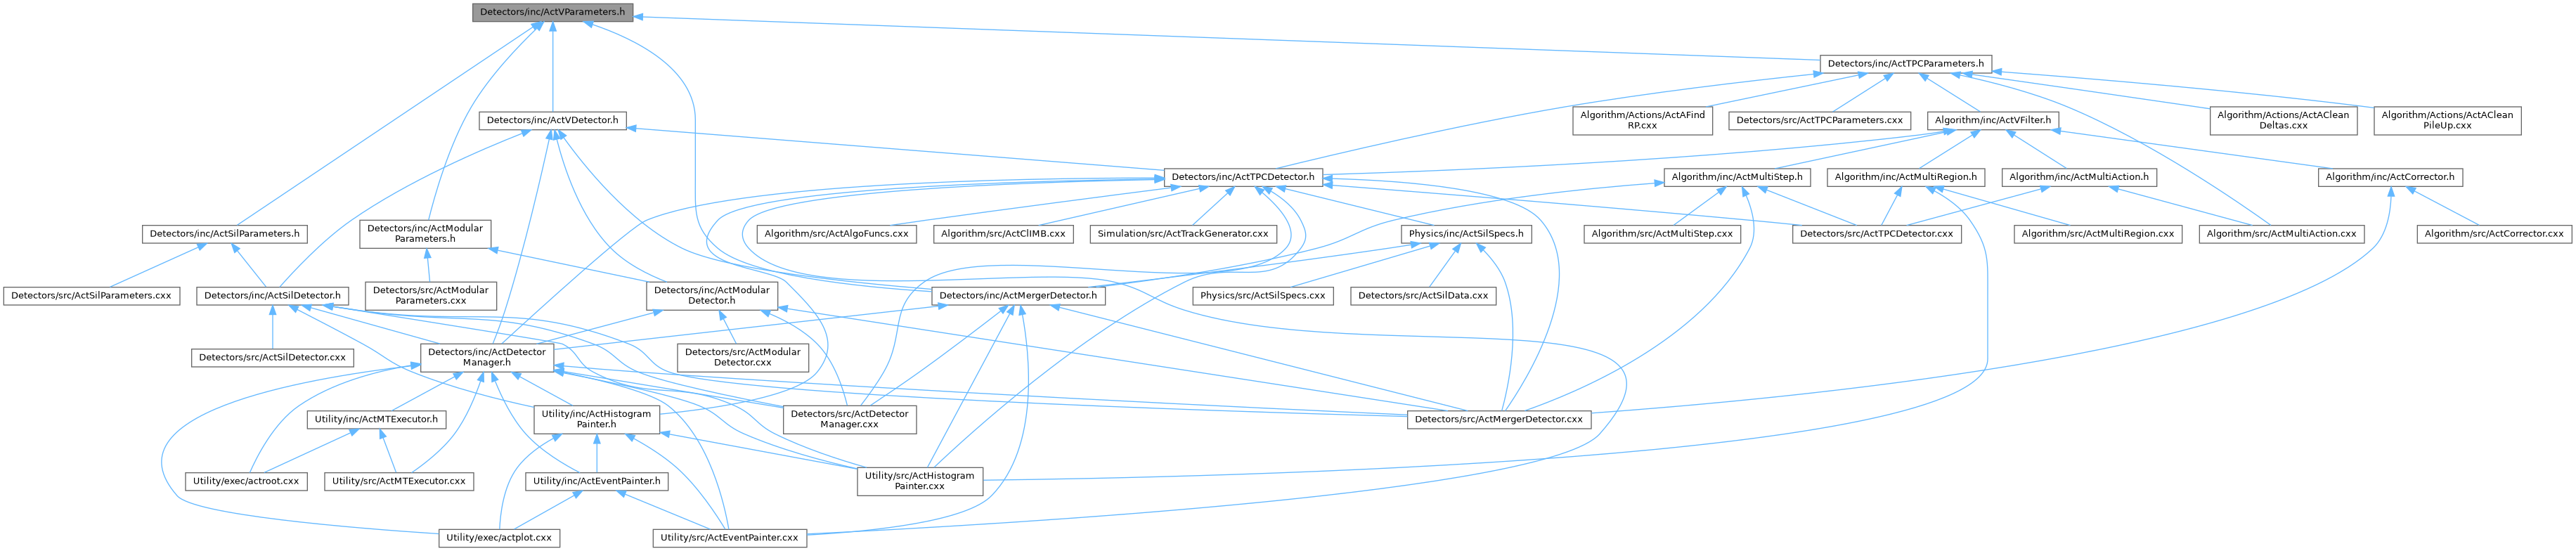 Detectors/inc/ActVParameters.h
Detectors/inc/ActTPCParameters.h
Detectors/inc/ActVDetector.h
Algorithm/Actions/ActAFind
RP.cxx
Detectors/src/ActTPCParameters.cxx
Algorithm/inc/ActVFilter.h
Algorithm/Actions/ActAClean
Deltas.cxx
Algorithm/Actions/ActAClean
PileUp.cxx
Detectors/inc/ActTPCDetector.h
Algorithm/inc/ActMultiStep.h
Algorithm/inc/ActMultiRegion.h
Algorithm/inc/ActMultiAction.h
Algorithm/inc/ActCorrector.h
Detectors/inc/ActSilParameters.h
Detectors/inc/ActModular
Parameters.h
Algorithm/src/ActAlgoFuncs.cxx
Algorithm/src/ActClIMB.cxx
Simulation/src/ActTrackGenerator.cxx
Physics/inc/ActSilSpecs.h
Algorithm/src/ActMultiStep.cxx
Detectors/src/ActTPCDetector.cxx
Algorithm/src/ActMultiRegion.cxx
Algorithm/src/ActMultiAction.cxx
Algorithm/src/ActCorrector.cxx
Detectors/src/ActSilParameters.cxx
Detectors/inc/ActSilDetector.h
Detectors/src/ActModular
Parameters.cxx
Detectors/inc/ActModular
Detector.h
Detectors/inc/ActMergerDetector.h
Physics/src/ActSilSpecs.cxx
Detectors/src/ActSilData.cxx
Detectors/src/ActSilDetector.cxx
Detectors/inc/ActDetector
Manager.h
Detectors/src/ActModular
Detector.cxx
Utility/inc/ActMTExecutor.h
Utility/inc/ActHistogram
Painter.h
Detectors/src/ActDetector
Manager.cxx
Detectors/src/ActMergerDetector.cxx
Utility/exec/actroot.cxx
Utility/src/ActMTExecutor.cxx
Utility/inc/ActEventPainter.h
Utility/src/ActHistogram
Painter.cxx
Utility/exec/actplot.cxx
Utility/src/ActEventPainter.cxx